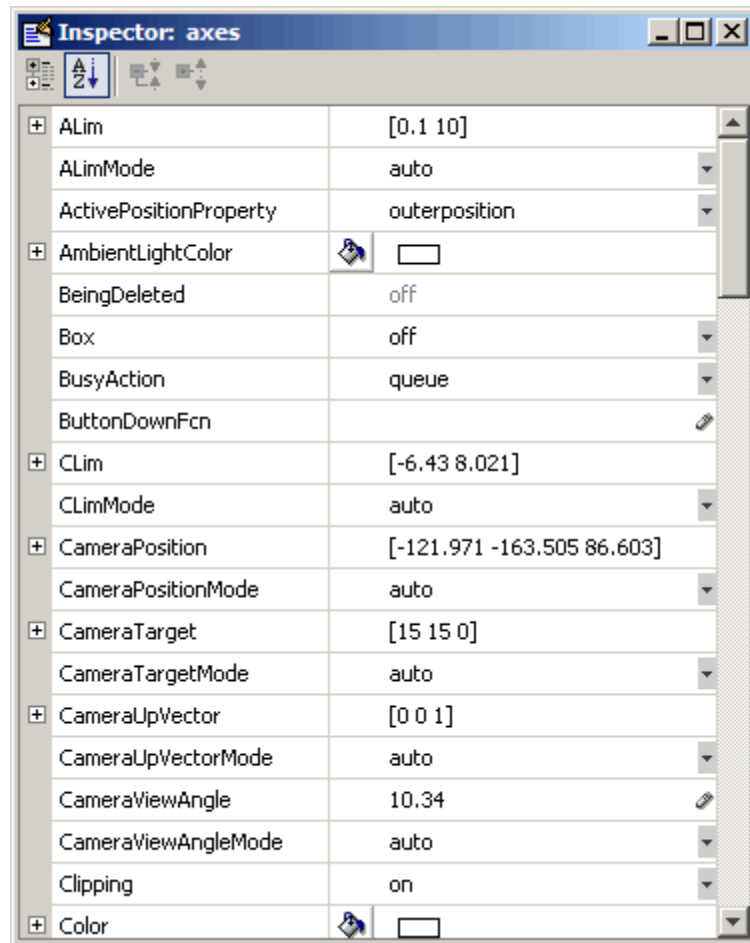 Inspector: axes
ALim [0.1 10]
ALimMode auto
ActivePositionProperty outerposition
AmbientLightColor
BeingDeleted off
Box off
BusyAction queue
ButtonDownFcn
CLim [-6.43 8.021]
CLimMode auto
CameraPosition [-121.971 -163.505 86.603]
CameraPositionMode auto
CameraTarget [15 15 0]
CameraTargetMode auto
CameraUpVector [0 0 1]
CameraUpVectorMode auto
CameraViewAngle 10.34
CameraViewAngleMode auto
Clipping on
Color